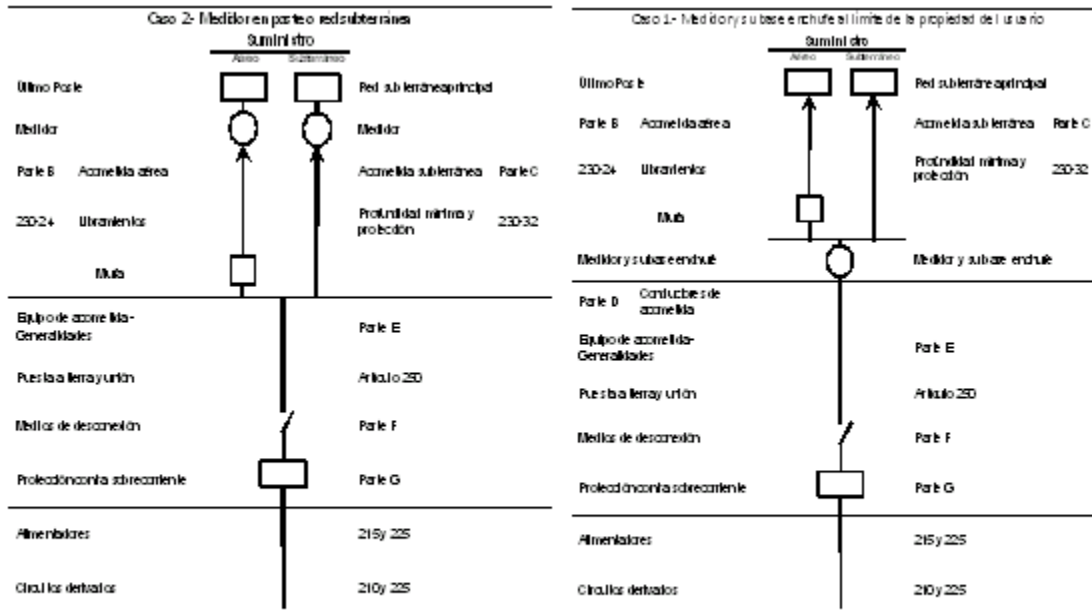 Caso 2- Medidor en poste o red subterránea
Suministro
Aéreo Subterráneo
Último Poste Red subterránea principal
Medidor Medidor
Parte B Acometida aérea Acometida subterránea Parte C
230-24 Libramientos Profundidad mínima y protección 230-32
Mufa
Equipo de acometida- Generalidades Parte E
Puesta a tierra y unión Artículo 250
Medios de desconexión Parte F
Protección contra sobrecorriente Parte G
Alimentadores 215 y 225
Circuitos derivados 210 y 225
Caso 1- Medidor y subase enchufe al límite de la propiedad del usuario
Suministro
Aéreo Subterráneo
Último Poste Red subterránea principal
Parte B Acometida aérea Acometida subterránea Parte C
230-24 Libramientos Profundidad mínima y protección 230-32
Mufa
Medidor y subase enchufe Medidor y subase enchufe
Parte D Conductores de acometida
Equipo de acometida- Generalidades Parte E
Puesta a tierra y unión Artículo 250
Medios de desconexión Parte F
Protección contra sobrecorriente Parte G
Alimentadores 215 y 225
Circuitos derivados 210 y 225